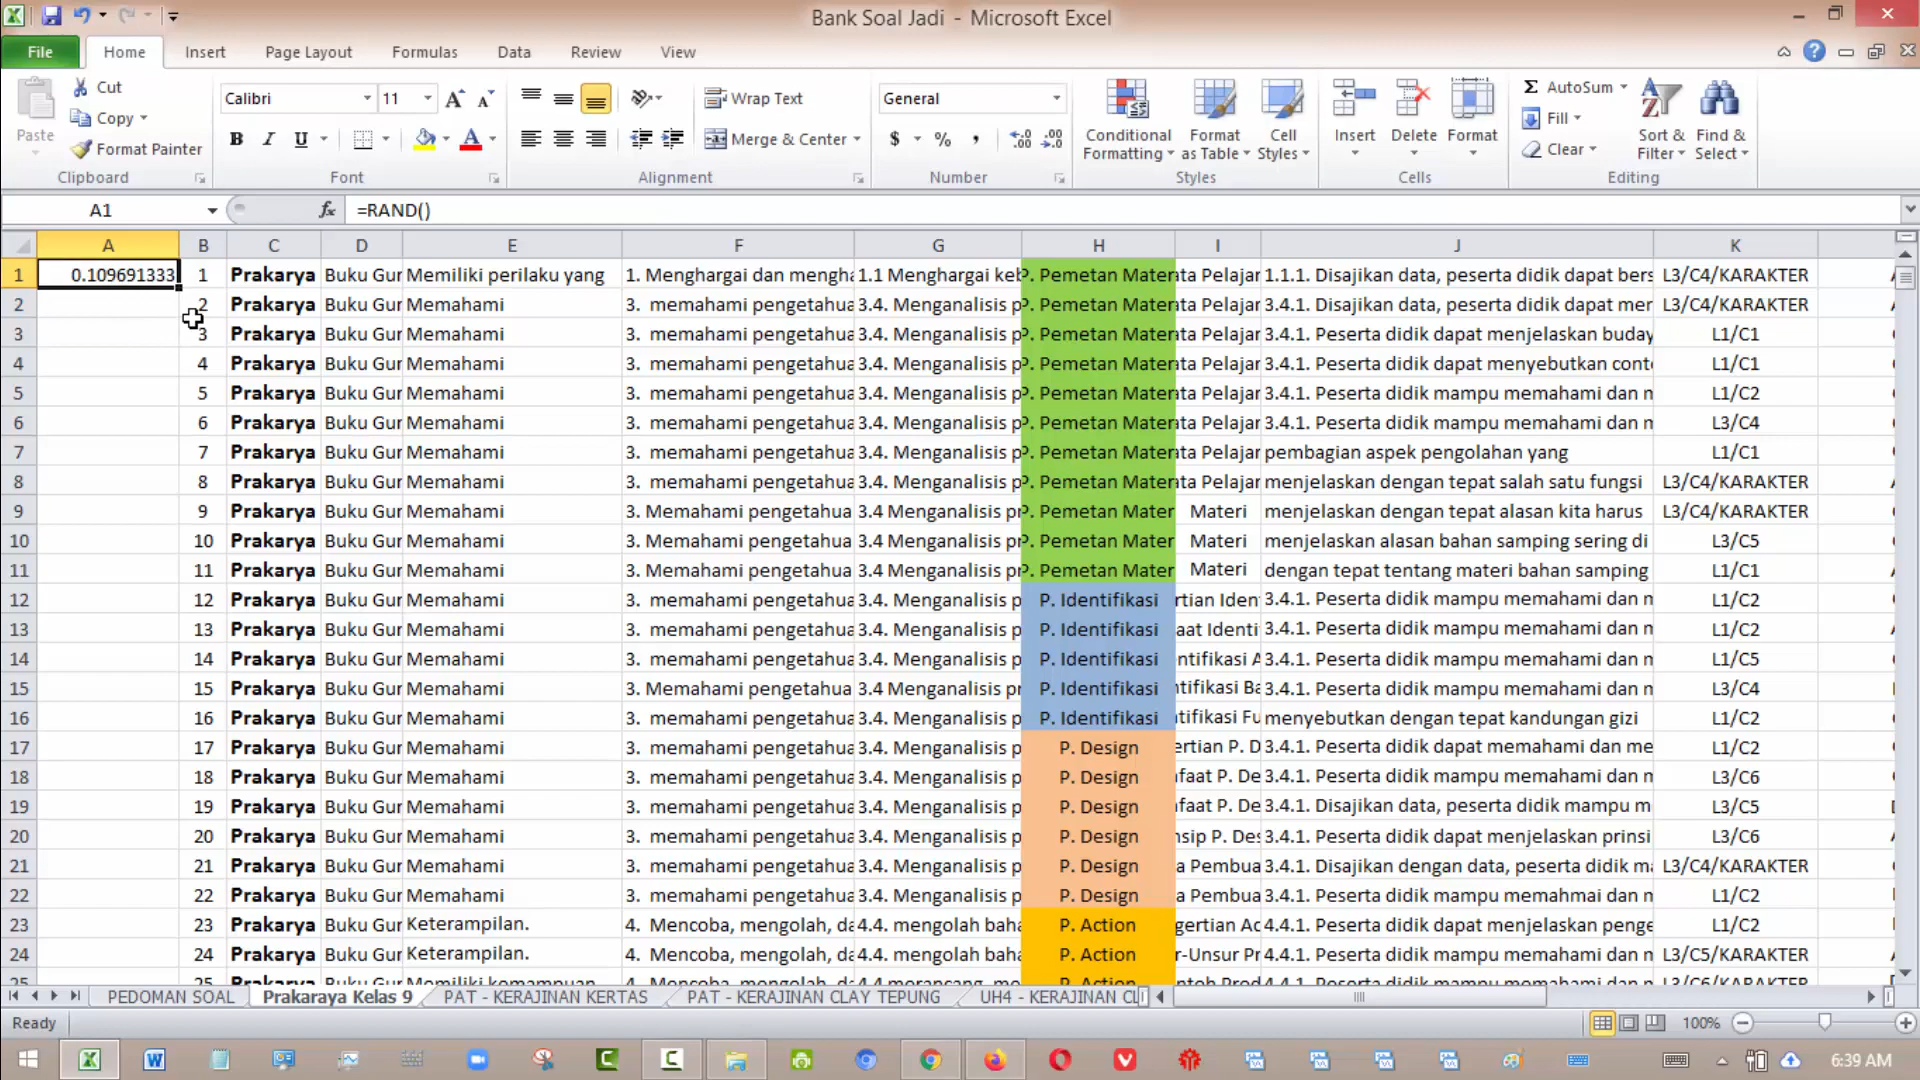 Bank Soal Jadi - Microsoft Excel
File Home Insert Page Layout Formulas Data Review View
Paste Cut Copy Format Painter Clipboard
Calibri 11 B I U Font
Wrap Text Merge & Center Alignment
General $ % , Number
Conditional Formatting Format as Table Cell Styles Styles
Insert Delete Format Cells
AutoSum Fill Clear Sort & Filter Find & Select Editing
A1 fx =RAND()
A B C D E F G H I J K
1 0.109691333 1 Prakarya Buku Gur Memiliki perilaku yang 1. Menghargai dan mengha 1.1 Menghargai keb P. Pemetan Mater ata Pelajar 1.1.1. Disajikan data, peserta didik dapat bers L3/C4/KARAKTER
2 2 Prakarya Buku Gur Memahami 3. memahami pengetahua 3.4. Menganalisis p P. Pemetan Mater ata Pelajar 3.4.1. Disajikan data, peserta didik dapat mer L3/C4/KARAKTER
3 3 Prakarya Buku Gur Memahami 3. memahami pengetahua 3.4. Menganalisis p P. Pemetan Mater ata Pelajar 3.4.1. Peserta didik dapat menjelaskan buday L1/C1
4 4 Prakarya Buku Gur Memahami 3. memahami pengetahua 3.4. Menganalisis p P. Pemetan Mater ata Pelajar 3.4.1. Peserta didik dapat menyebutkan cont L1/C1
5 5 Prakarya Buku Gur Memahami 3. memahami pengetahua 3.4. Menganalisis p P. Pemetan Mater ata Pelajar 3.4.1. Peserta didik mampu memahami dan m L1/C2
6 6 Prakarya Buku Gur Memahami 3. memahami pengetahua 3.4. Menganalisis p P. Pemetan Mater ata Pelajar 3.4.1. Peserta didik mampu memahami dan m L3/C4
7 7 Prakarya Buku Gur Memahami 3. memahami pengetahua 3.4. Menganalisis p P. Pemetan Mater ata Pelajar pembagian aspek pengolahan yang L1/C1
8 8 Prakarya Buku Gur Memahami 3. memahami pengetahua 3.4. Menganalisis p P. Pemetan Mater ata Pelajar menjelaskan dengan tepat salah satu fungsi L3/C4/KARAKTER
9 9 Prakarya Buku Gur Memahami 3. Memahami pengetahua 3.4 Menganalisis pr P. Pemetan Mater Materi menjelaskan dengan tepat alasan kita harus L3/C4/KARAKTER
10 10 Prakarya Buku Gur Memahami 3. Memahami pengetahua 3.4 Menganalisis pr P. Pemetan Mater Materi menjelaskan alasan bahan samping sering di L3/C5
11 11 Prakarya Buku Gur Memahami 3. Memahami pengetahua 3.4 Menganalisis pr P. Pemetan Mater Materi dengan tepat tentang materi bahan samping L1/C1
12 12 Prakarya Buku Gur Memahami 3. memahami pengetahua 3.4. Menganalisis p P. Identifikasi rtian Iden 3.4.1. Peserta didik mampu memahami dan m L1/C2
13 13 Prakarya Buku Gur Memahami 3. memahami pengetahua 3.4. Menganalisis p P. Identifikasi aat Identi 3.4.1. Peserta didik mampu memahami dan m L1/C2
14 14 Prakarya Buku Gur Memahami 3. memahami pengetahua 3.4. Menganalisis p P. Identifikasi ntifikasi A 3.4.1. Peserta didik mampu memahami dan m L1/C5
15 15 Prakarya Buku Gur Memahami 3. Memahami pengetahua 3.4 Menganalisis pr P. Identifikasi ntifikasi Ba 3.4.1. Peserta didik mampu memahami dan m L3/C4
16 16 Prakarya Buku Gur Memahami 3. memahami pengetahua 3.4. Menganalisis p P. Identifikasi ntifikasi Fu menyebutkan dengan tepat kandungan gizi L1/C2
17 17 Prakarya Buku Gur Memahami 3. memahami pengetahua 3.4. Menganalisis p P. Design ertian P. D 3.4.1. Peserta didik dapat memahami dan me L1/C2
18 18 Prakarya Buku Gur Memahami 3. memahami pengetahua 3.4. Menganalisis p P. Design nfaat P. De 3.4.1. Peserta didik mampu memahami dan m L3/C6
19 19 Prakarya Buku Gur Memahami 3. memahami pengetahua 3.4. Menganalisis p P. Design nfaat P. De 3.4.1. Disajikan data, peserta didik mampu m L3/C5
20 20 Prakarya Buku Gur Memahami 3. memahami pengetahua 3.4. Menganalisis p P. Design nsip P. Des 3.4.1. Peserta didik dapat menjelaskan prinsi L3/C6
21 21 Prakarya Buku Gur Memahami 3. memahami pengetahua 3.4. Menganalisis p P. Design a Pembua 3.4.1. Disajikan dengan data, peserta didik ma L3/C4/KARAKTER
22 22 Prakarya Buku Gur Memahami 3. memahami pengetahua 3.4. Menganalisis p P. Design a Pembua 3.4.1. Peserta didik mampu memahmai dan m L1/C2
23 23 Prakarya Buku Gur Keterampilan. 4. Mencoba, mengolah, da 4.4. mengolah baha P. Action gertian Ac 4.4.1. Peserta didik dapat menjelaskan penge L1/C2
24 24 Prakarya Buku Gur Keterampilan. 4. Mencoba, mengolah, da 4.4. mengolah baha P. Action r-Unsur Pr 4.4.1. Peserta didik mampu memahami dan m L3/C5/KARAKTER
PEDOMAN SOAL Prakaraya Kelas 9 PAT - KERAJINAN KERTAS PAT - KERAJINAN CLAY TEPUNG UH4 - KERAJINAN CL
Ready 100%
6:39 AM